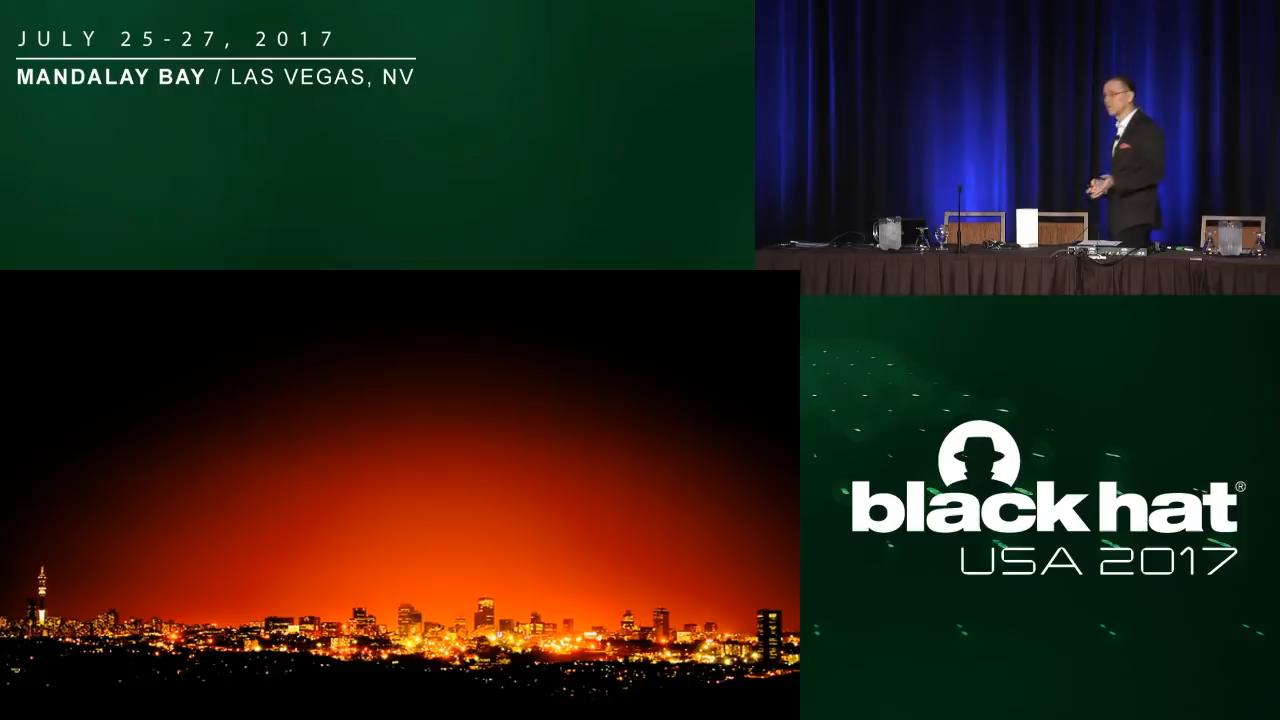 JULY 25-27, 2017
MANDALAY BAY / LAS VEGAS, NV
black hat®
USA 2017